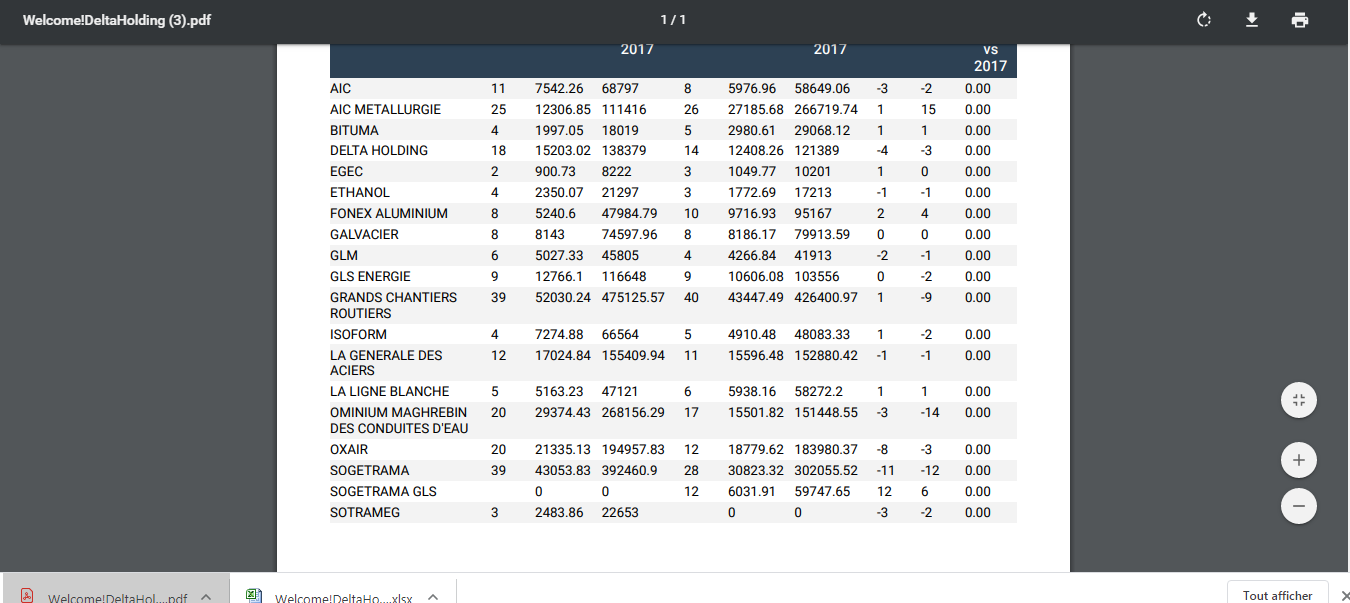 Welcome!DeltaHolding (3).pdf 1 / 1
2017 2017 vs
2017
AIC 11 7542.26 68797 8 5976.96 58649.06 -3 -2 0.00
AIC METALLURGIE 25 12306.85 111416 26 27185.68 266719.74 1 15 0.00
BITUMA 4 1997.05 18019 5 2980.61 29068.12 1 1 0.00
DELTA HOLDING 18 15203.02 138379 14 12408.26 121389 -4 -3 0.00
EGEC 2 900.73 8222 3 1049.77 10201 1 0 0.00
ETHANOL 4 2350.07 21297 3 1772.69 17213 -1 -1 0.00
FONEX ALUMINIUM 8 5240.6 47984.79 10 9716.93 95167 2 4 0.00
GALVACIER 8 8143 74597.96 8 8186.17 79913.59 0 0 0.00
GLM 6 5027.33 45805 4 4266.84 41913 -2 -1 0.00
GLS ENERGIE 9 12766.1 116648 9 10606.08 103556 0 -2 0.00
GRANDS CHANTIERS 39 52030.24 475125.57 40 43447.49 426400.97 1 -9 0.00
ROUTIERS
ISOFORM 4 7274.88 66564 5 4910.48 48083.33 1 -2 0.00
LA GENERALE DES 12 17024.84 155409.94 11 15596.48 152880.42 -1 -1 0.00
ACIERS
LA LIGNE BLANCHE 5 5163.23 47121 6 5938.16 58272.2 1 1 0.00
OMINIUM MAGHREBIN 20 29374.43 268156.29 17 15501.82 151448.55 -3 -14 0.00
DES CONDUITES D'EAU
OXAIR 20 21335.13 194957.83 12 18779.62 183980.37 -8 -3 0.00
SOGETRAMA 39 43053.83 392460.9 28 30823.32 302055.52 -11 -12 0.00
SOGETRAMA GLS 0 0 12 6031.91 59747.65 12 6 0.00
SOTRAMEG 3 2483.86 22653 0 0 -3 -2 0.00
Welcome!DeltaHol....pdf Welcome!DeltaHo....xlsx Tout afficher